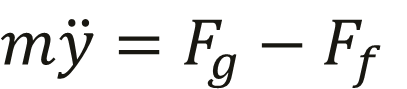 mÿ = F_g − F_f